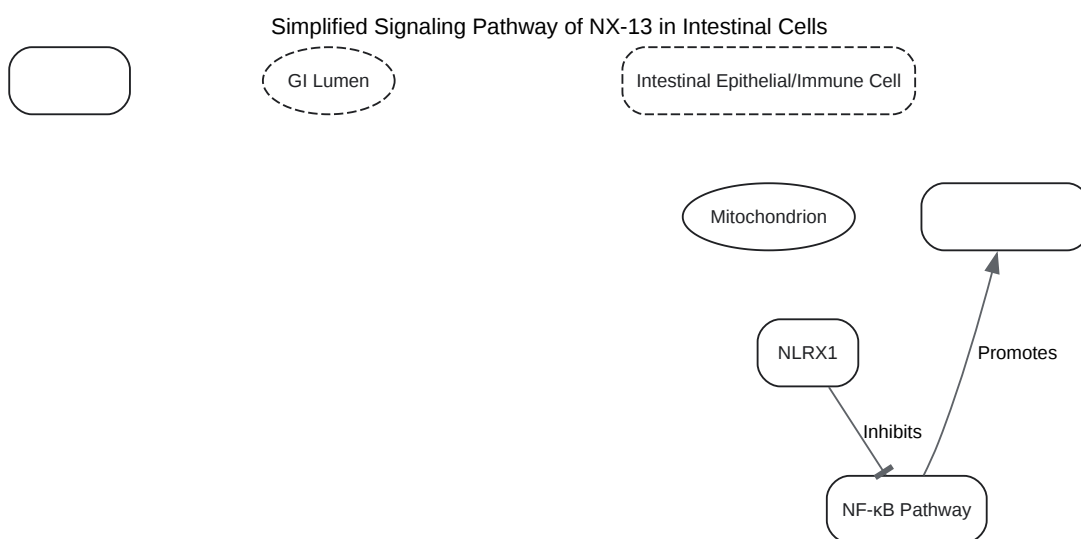 Simplified Signaling Pathway of NX-13 in Intestinal Cells
GI Lumen
Intestinal Epithelial/Immune Cell
Mitochondrion
NLRX1
Promotes
Inhibits
NF-κB Pathway